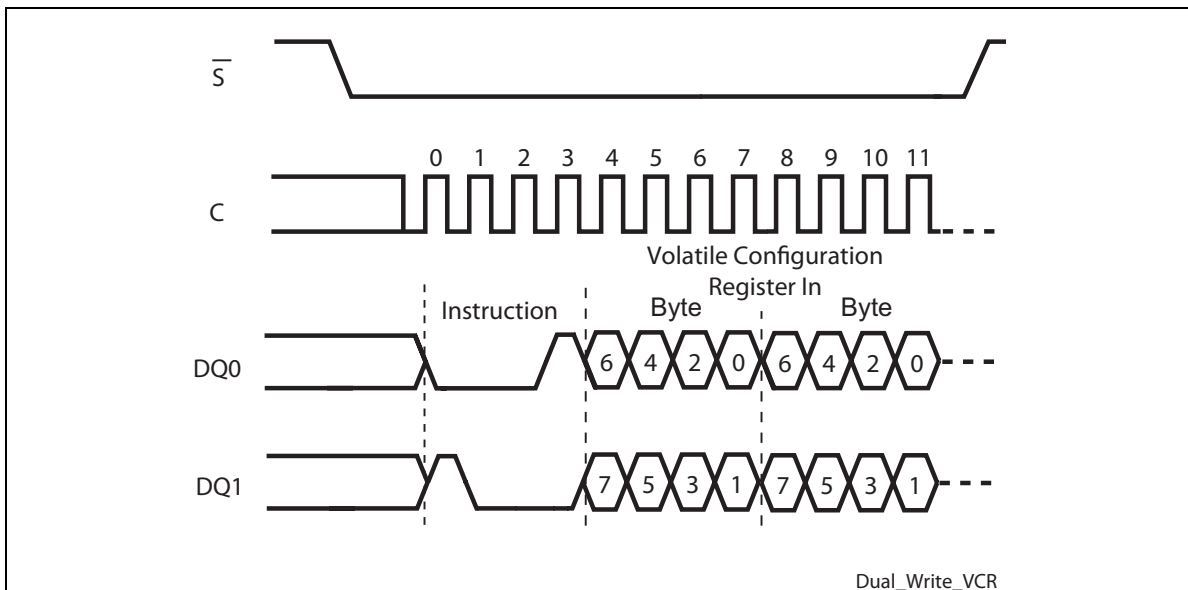 S
0 1 2 3 4 5 6 7 8 9 10 11
C
Volatile Configuration
Register In
Instruction
Byte Byte
DQ0
6 4 2 0 6 4 2 0
DQ1
7 5 3 1 7 5 3 1
Dual_Write_VCR